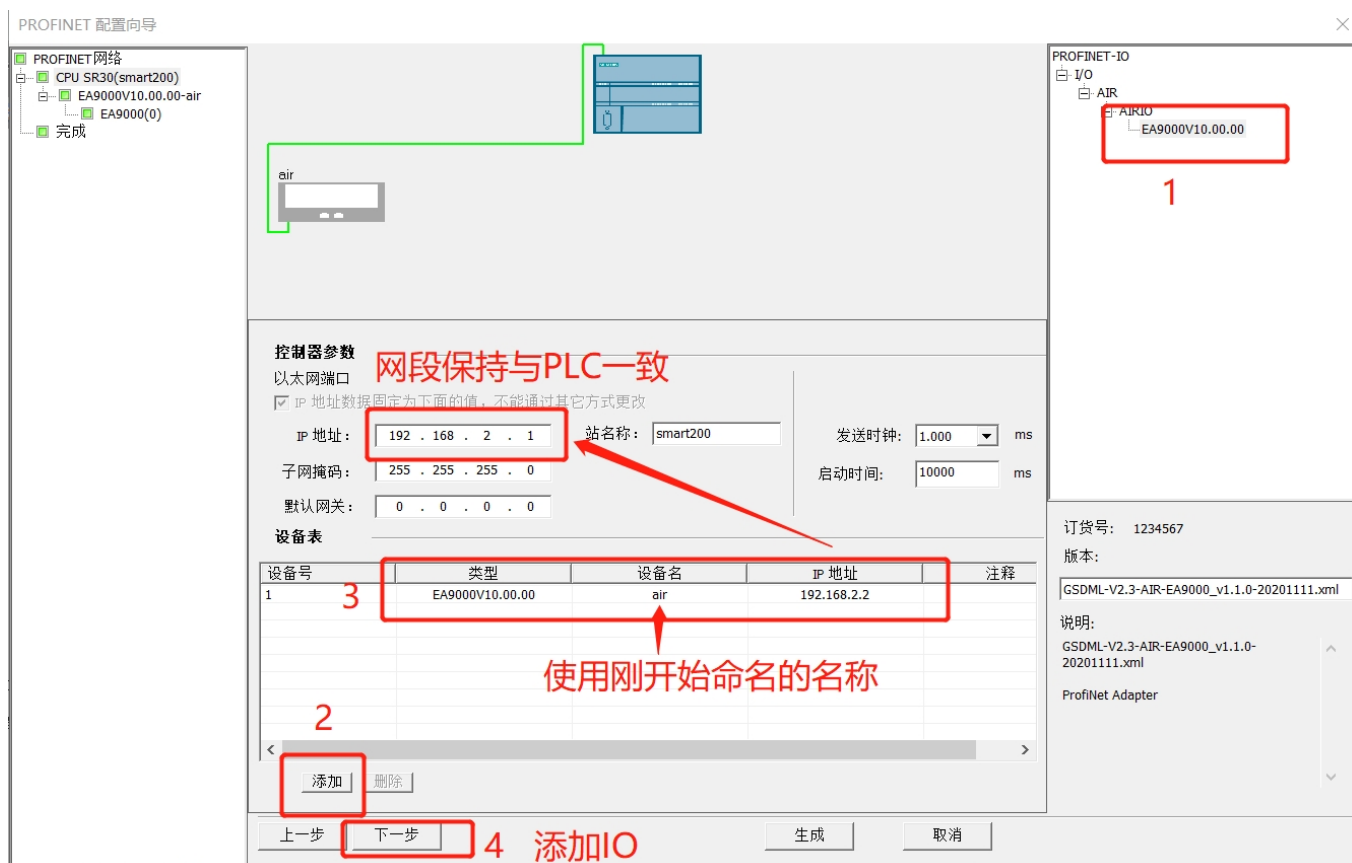 PROFINET 配置向导
PROFINET网络
CPU SR30(smart200)
EA9000V10.00.00-air
EA9000(0)
完成
air
PROFINET-IO
I/O
AIR
AIRIO
EA9000V10.00.00
1
控制器参数
网段保持与PLC一致
以太网端口
IP 地址数据固定为下面的值，不能通过其它方式更改
IP 地址： 192 . 168 . 2 . 1 站名称： smart200 发送时钟: 1.000 ms
子网掩码: 255 . 255 . 255 . 0 启动时间: 10000 ms
默认网关: 0 . 0 . 0 . 0
设备表
设备号 类型 设备名 IP 地址 注释
1 EA9000V10.00.00 air 192.168.2.2
3
使用刚开始命名的名称
2
添加 删除
上一步 下一步 4 添加IO 生成 取消
订货号: 1234567
版本:
GSDML-V2.3-AIR-EA9000_v1.1.0-20201111.xml
说明:
GSDML-V2.3-AIR-EA9000_v1.1.0-
20201111.xml
ProfiNet Adapter